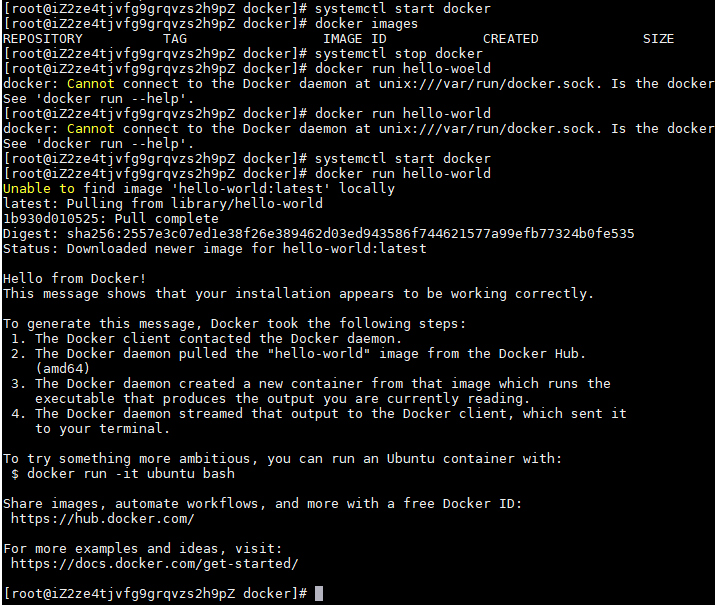 [root@iZ2ze4tjvfg9grqvzs2h9pZ docker]# systemctl start docker
[root@iZ2ze4tjvfg9grqvzs2h9pZ docker]# docker images
REPOSITORY          TAG                 IMAGE ID            CREATED             SIZE
[root@iZ2ze4tjvfg9grqvzs2h9pZ docker]# systemctl stop docker
[root@iZ2ze4tjvfg9grqvzs2h9pZ docker]# docker run hello-woeld
docker: Cannot connect to the Docker daemon at unix:///var/run/docker.sock. Is the docker
See 'docker run --help'.
[root@iZ2ze4tjvfg9grqvzs2h9pZ docker]# docker run hello-world
docker: Cannot connect to the Docker daemon at unix:///var/run/docker.sock. Is the docker
See 'docker run --help'.
[root@iZ2ze4tjvfg9grqvzs2h9pZ docker]# systemctl start docker
[root@iZ2ze4tjvfg9grqvzs2h9pZ docker]# docker run hello-world
Unable to find image 'hello-world:latest' locally
latest: Pulling from library/hello-world
1b930d010525: Pull complete
Digest: sha256:2557e3c07ed1e38f26e389462d03ed943586f744621577a99efb77324b0fe535
Status: Downloaded newer image for hello-world:latest

Hello from Docker!
This message shows that your installation appears to be working correctly.

To generate this message, Docker took the following steps:
 1. The Docker client contacted the Docker daemon.
 2. The Docker daemon pulled the "hello-world" image from the Docker Hub.
    (amd64)
 3. The Docker daemon created a new container from that image which runs the
    executable that produces the output you are currently reading.
 4. The Docker daemon streamed that output to the Docker client, which sent it
    to your terminal.

To try something more ambitious, you can run an Ubuntu container with:
 $ docker run -it ubuntu bash

Share images, automate workflows, and more with a free Docker ID:
 https://hub.docker.com/

For more examples and ideas, visit:
 https://docs.docker.com/get-started/

[root@iZ2ze4tjvfg9grqvzs2h9pZ docker]#